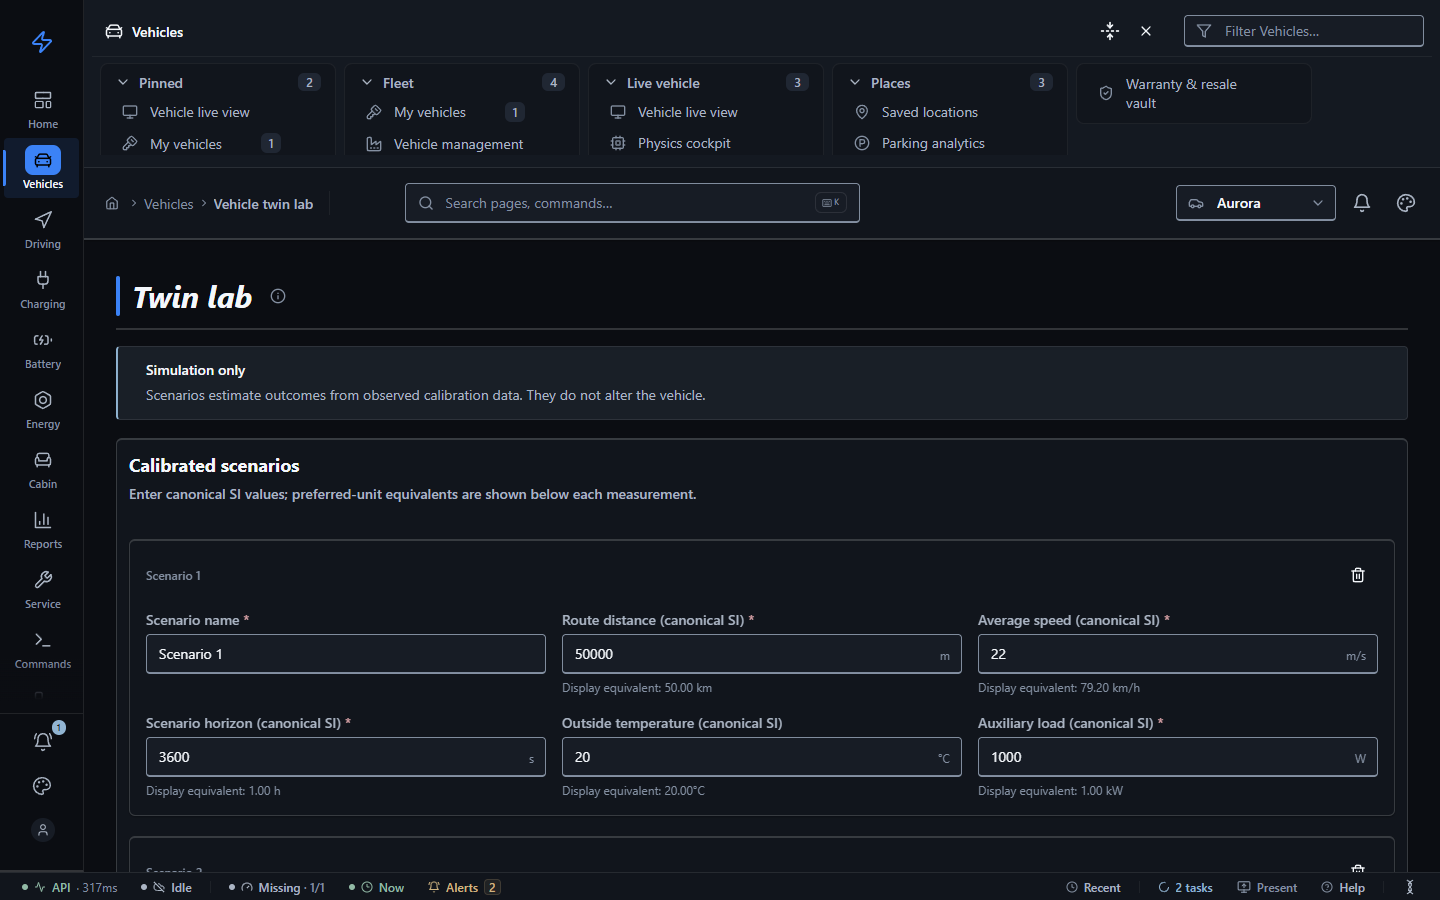 Vehicles
Filter Vehicles...
Pinned 2
Vehicle live view
My vehicles 1
Fleet 4
My vehicles 1
Vehicle management
Live vehicle 3
Vehicle live view
Physics cockpit
Places 3
Saved locations
Parking analytics
Warranty & resale
vault
Home
Vehicles
Driving
Charging
Battery
Energy
Cabin
Reports
Service
Commands
1
Vehicles
Vehicle twin lab
Search pages, commands...
K
Aurora
Twin lab
Simulation only
Scenarios estimate outcomes from observed calibration data. They do not alter the vehicle.
Calibrated scenarios
Enter canonical SI values; preferred-unit equivalents are shown below each measurement.
Scenario 1
Scenario name *
Scenario 1
Route distance (canonical SI) *
50000 m
Display equivalent: 50.00 km
Average speed (canonical SI) *
22 m/s
Display equivalent: 79.20 km/h
Scenario horizon (canonical SI) *
3600 s
Display equivalent: 1.00 h
Outside temperature (canonical SI)
20 °C
Display equivalent: 20.00°C
Auxiliary load (canonical SI) *
1000 W
Display equivalent: 1.00 kW
API · 317ms
Idle
Missing · 1/1
Now
Alerts 2
Recent
2 tasks
Present
Help